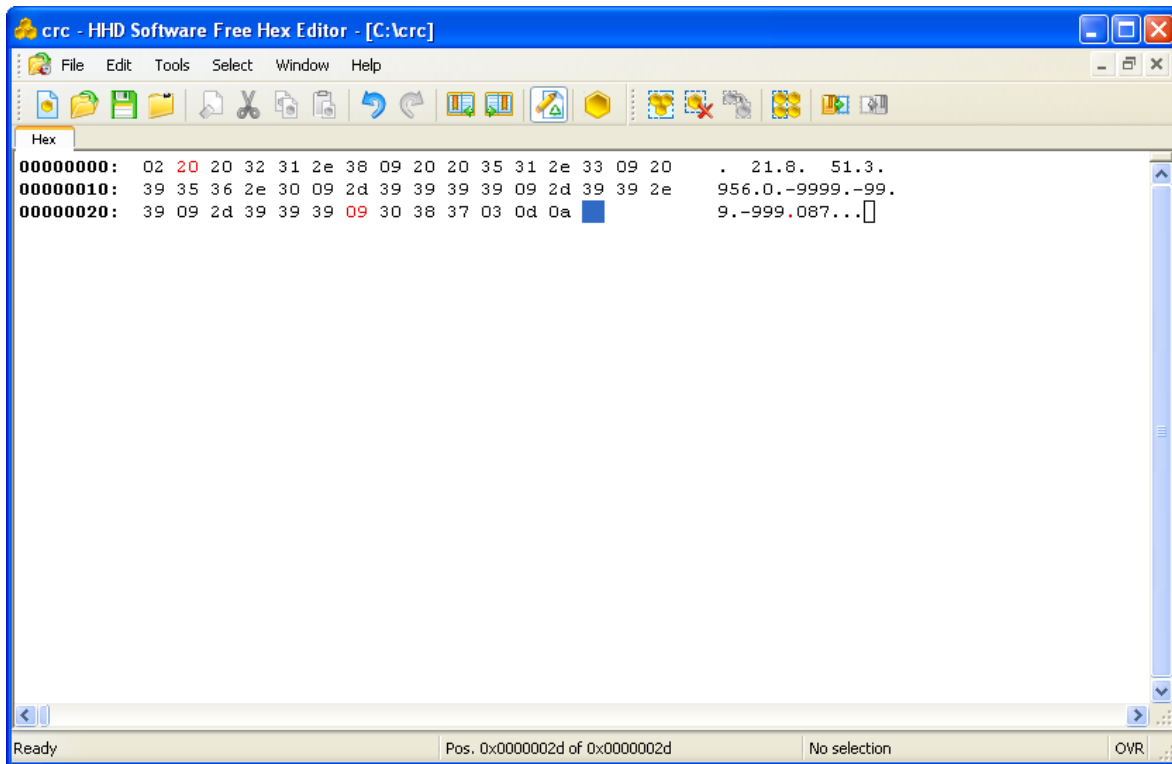 crc - HHD Software Free Hex Editor - [C:\crc]
File Edit Tools Select Window Help
Hex
00000000: 02 20 20 32 31 2e 38 09 20 20 35 31 2e 33 09 20 .  21.8.  51.3. 
00000010: 39 35 36 2e 30 09 2d 39 39 39 39 09 2d 39 39 2e 956.0.-9999.-99.
00000020: 39 09 2d 39 39 39 09 30 38 37 03 0d 0a 9.-999.087...
Ready Pos. 0x0000002d of 0x0000002d No selection OVR